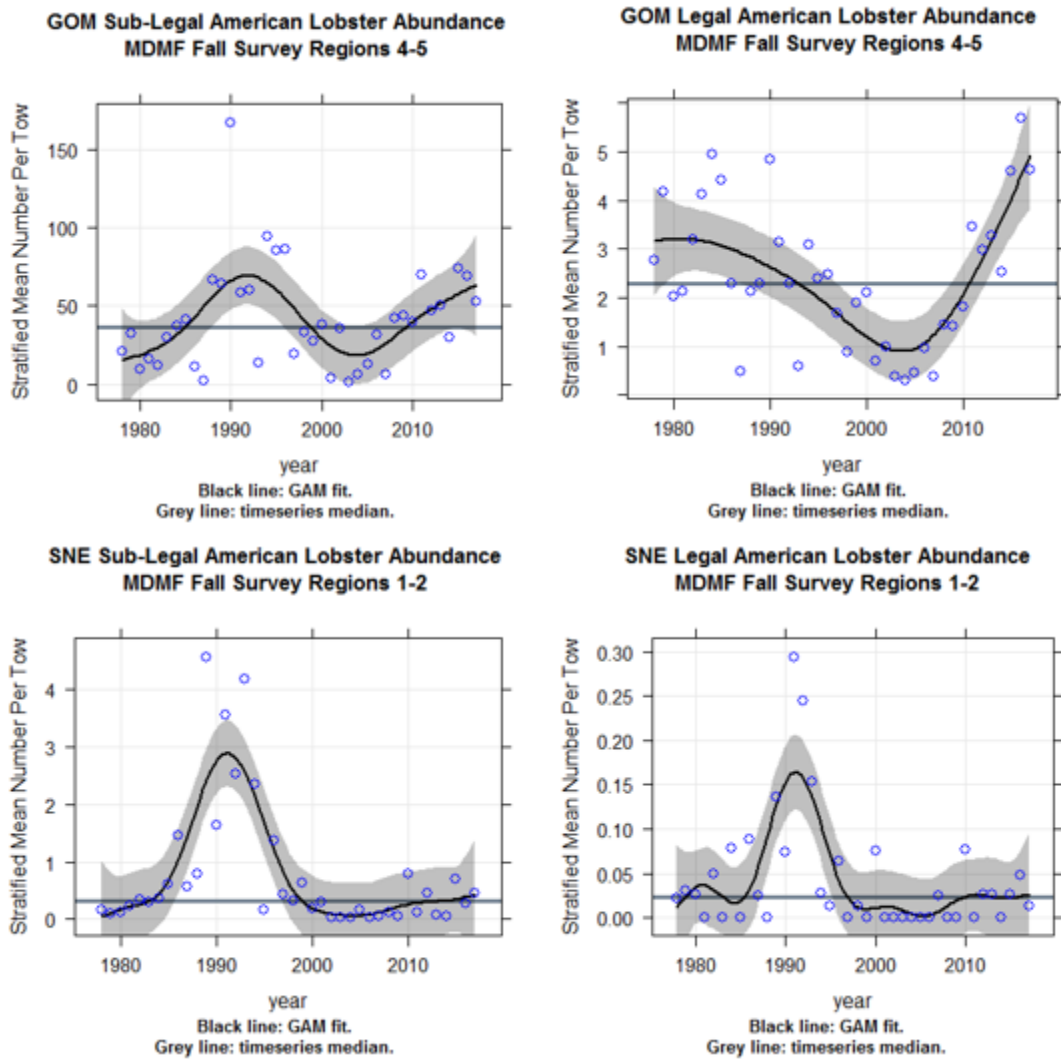 GOM Sub-Legal American Lobster Abundance
MDMF Fall Survey Regions 4-5
Stratified Mean Number Per Tow
150
100
50
0
1980
1990
2000
2010
year
Black line: GAM fit.
Grey line: timeseries median.
GOM Legal American Lobster Abundance
MDMF Fall Survey Regions 4-5
Stratified Mean Number Per Tow
5
4
3
2
1
1980
1990
2000
2010
year
Black line: GAM fit.
Grey line: timeseries median.
SNE Sub-Legal American Lobster Abundance
MDMF Fall Survey Regions 1-2
Stratified Mean Number Per Tow
4
3
2
1
0
1980
1990
2000
2010
year
Black line: GAM fit.
Grey line: timeseries median.
SNE Legal American Lobster Abundance
MDMF Fall Survey Regions 1-2
Stratified Mean Number Per Tow
0.30
0.25
0.20
0.15
0.10
0.05
0.00
1980
1990
2000
2010
year
Black line: GAM fit.
Grey line: timeseries median.